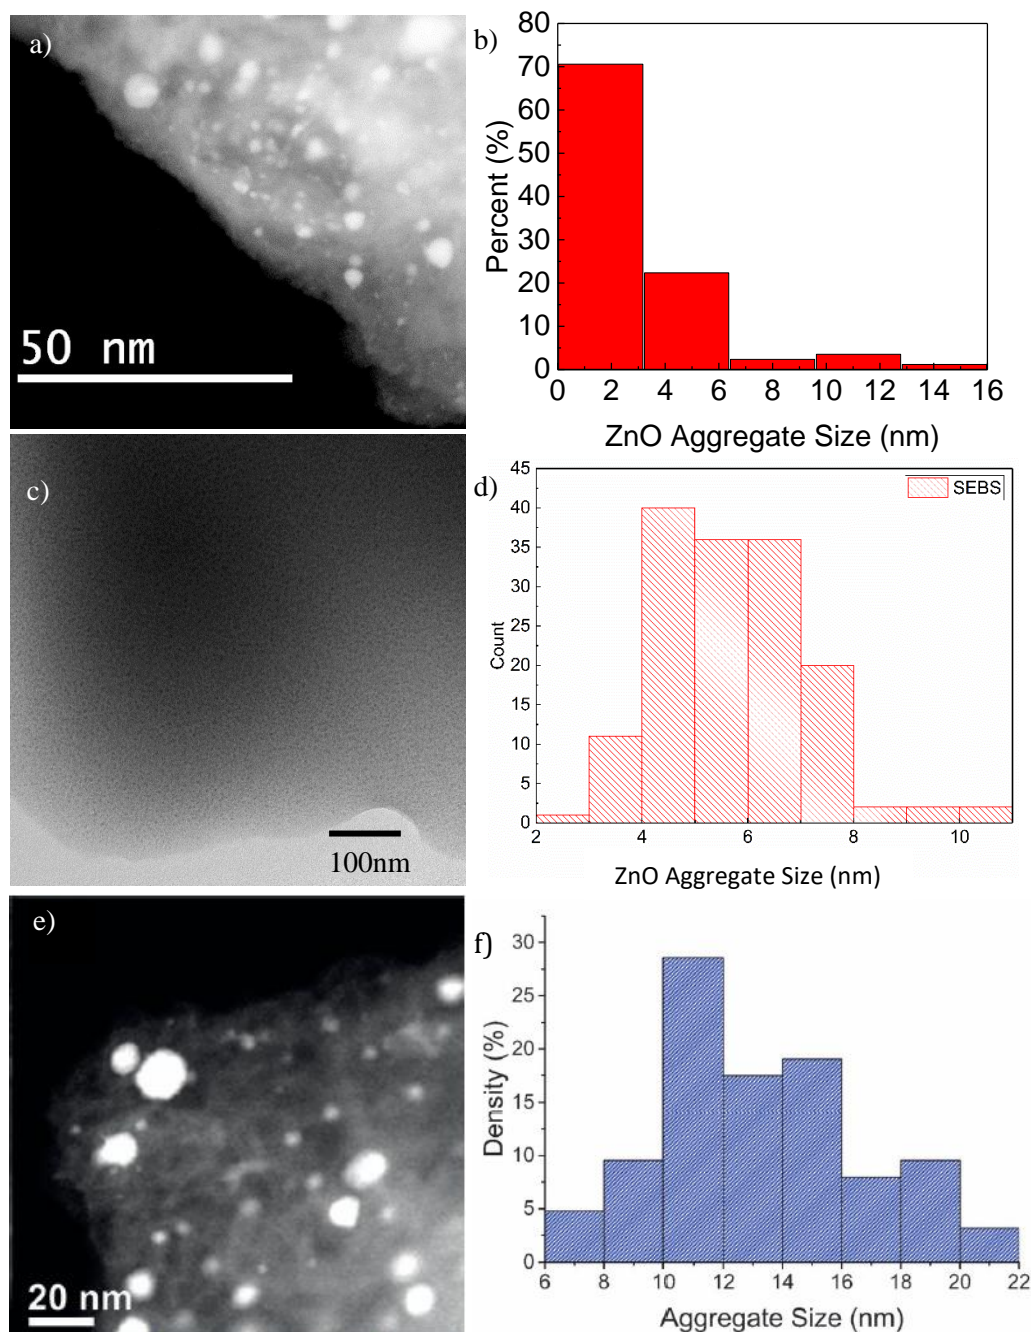 a)
50 nm
b)
80
70
60
50
40
30
20
10
0
Percent (%)
0 2 4 6 8 10 12 14 16
ZnO Aggregate Size (nm)
c)
100nm
d)
45
40
35
30
25
20
15
10
5
0
Count
SEBS
2 4 6 8 10
ZnO Aggregate Size (nm)
e)
20 nm
f)
30
25
20
15
10
5
0
Density (%)
6 8 10 12 14 16 18 20 22
Aggregate Size (nm)